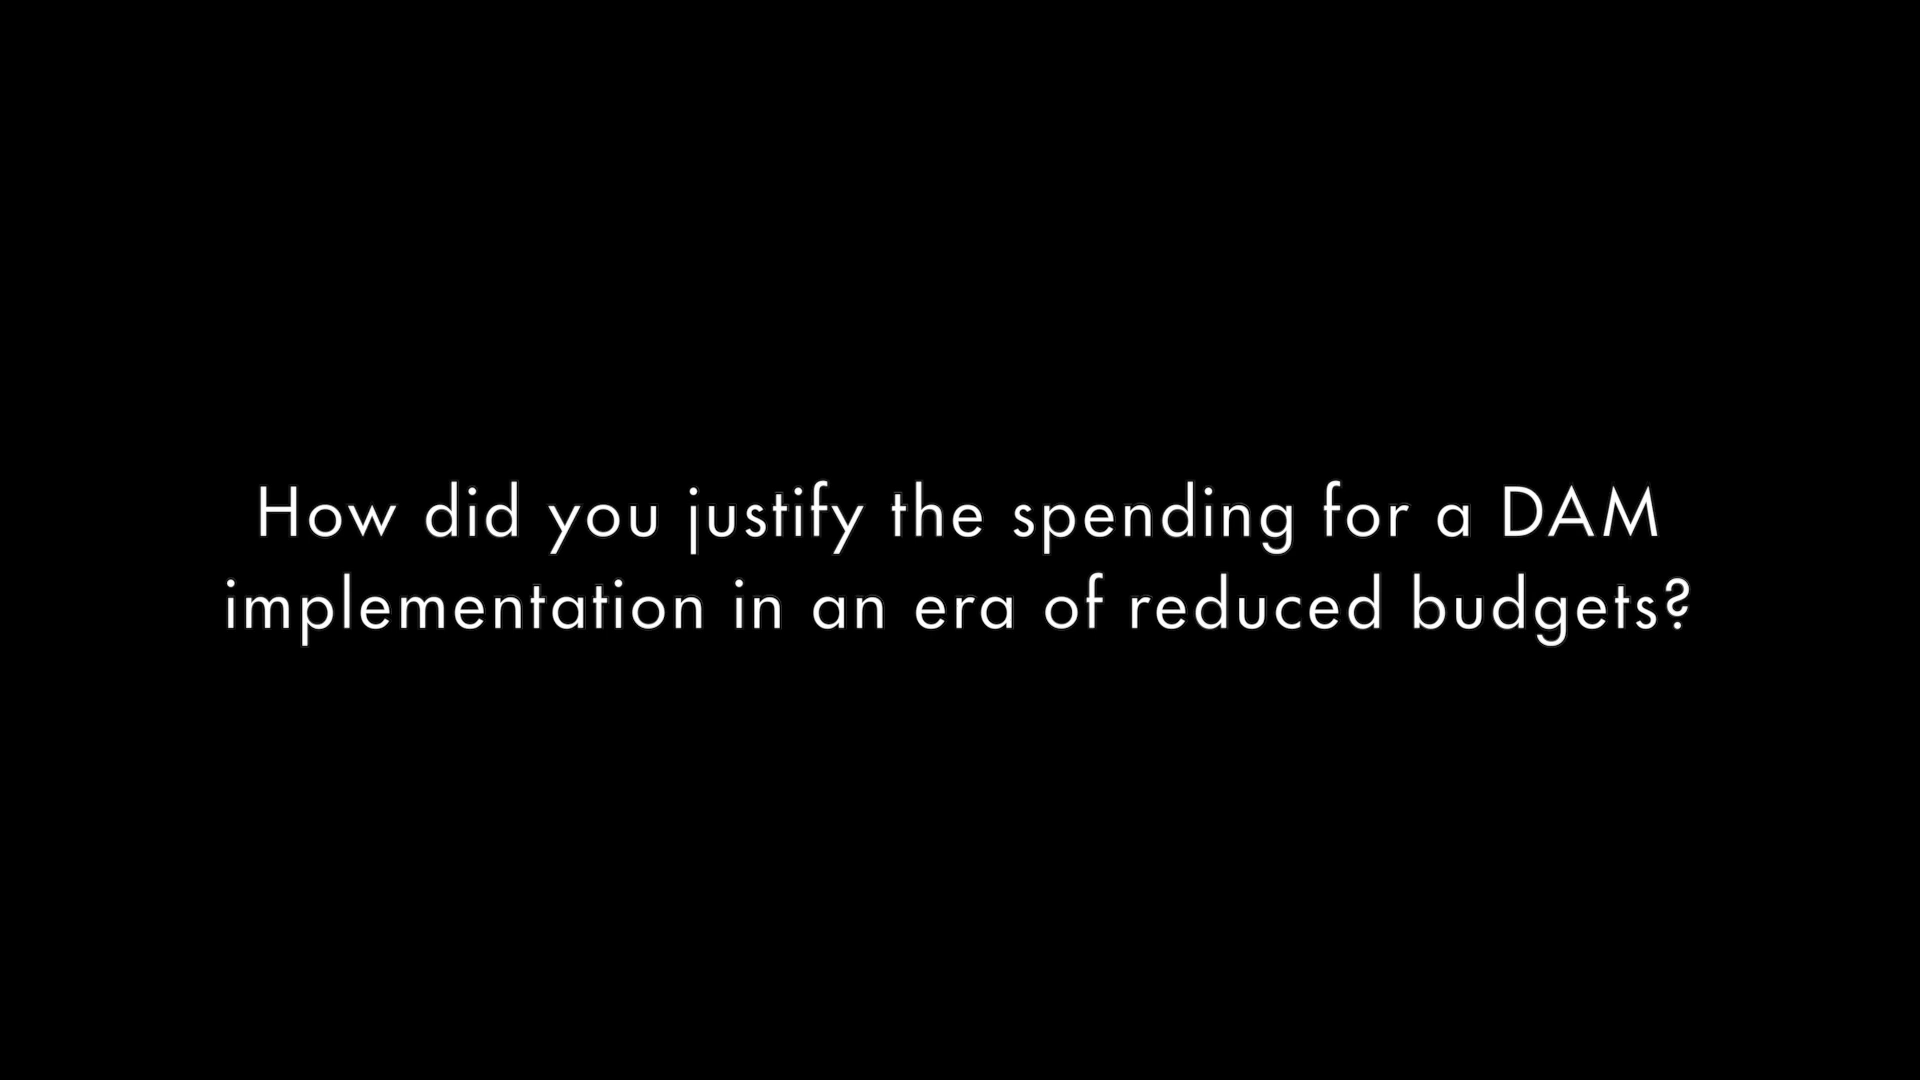 How did you justify the spending for a DAM
implementation in an era of reduced budgets?